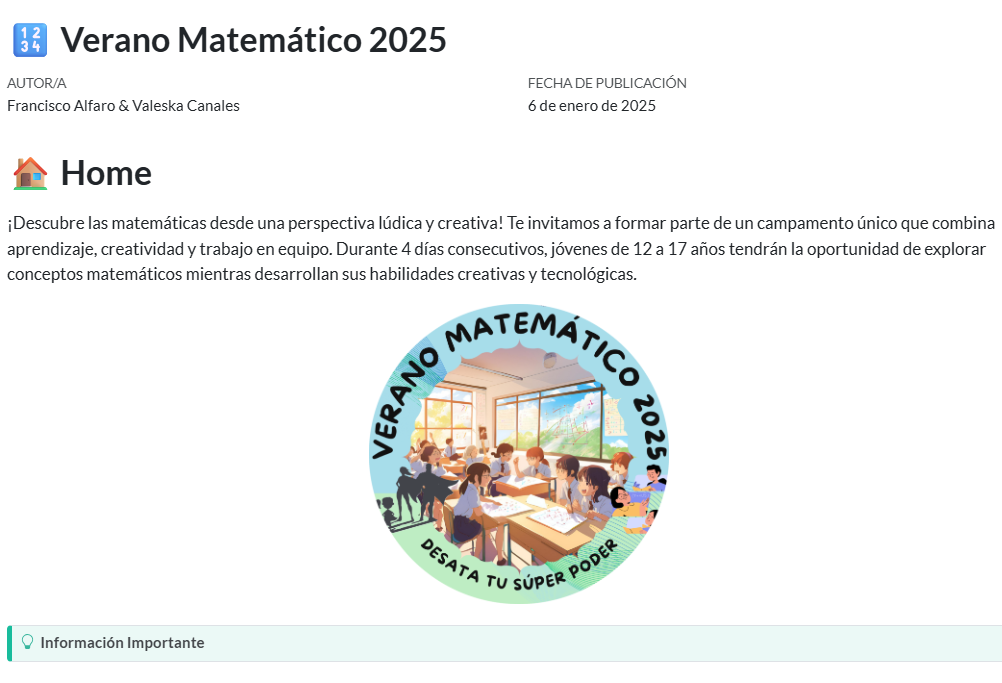 Verano Matemático 2025
AUTOR/A
Francisco Alfaro & Valeska Canales
FECHA DE PUBLICACIÓN
6 de enero de 2025
Home
¡Descubre las matemáticas desde una perspectiva lúdica y creativa! Te invitamos a formar parte de un campamento único que combina
aprendizaje, creatividad y trabajo en equipo. Durante 4 días consecutivos, jóvenes de 12 a 17 años tendrán la oportunidad de explorar
conceptos matemáticos mientras desarrollan sus habilidades creativas y tecnológicas.
VERANO MATEMÁTICO 2025
DESATA TU SÚPER PODER
Información Importante